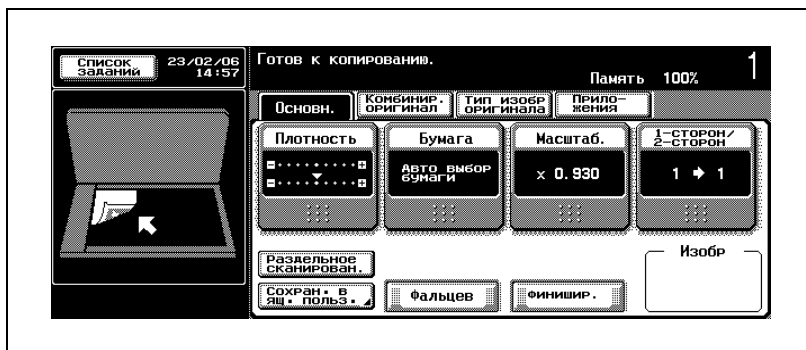 Список
заданий
23/02/06
14:57
Готов к копированию.
Память 100%
1
Основн.
Комбинир.
оригинал
Тип изобр
оригинала
Прило-
жения
Плотность
Бумага
Масштаб.
1-сторон/
2-сторон
Авто выбор
бумаги
x 0.930
1 → 1
Раздельное
сканирован.
Изобр
Сохран. в
ящ. польз.
Фальцев
Финишир.